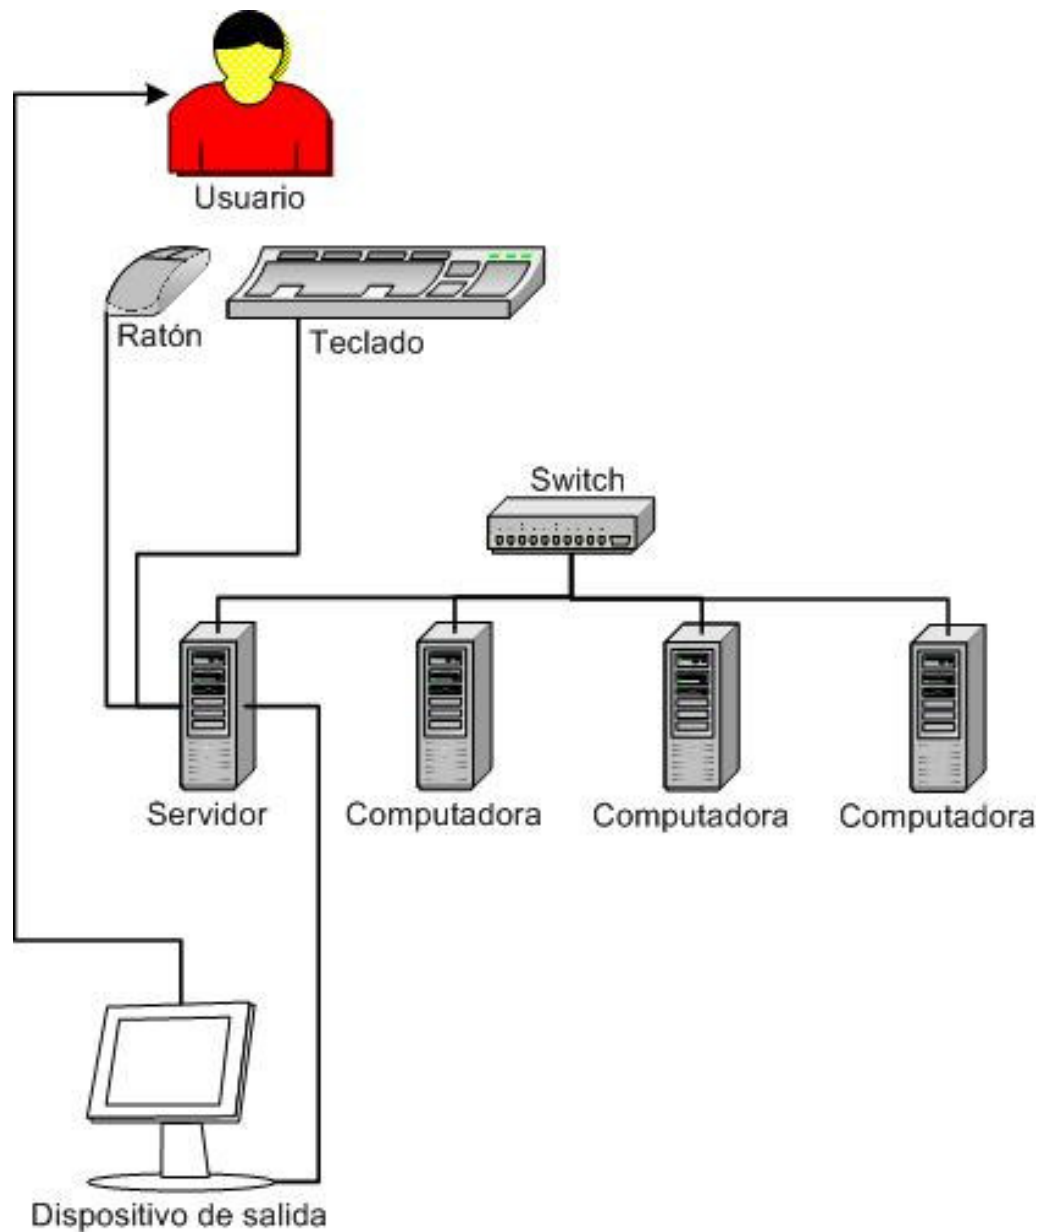 Usuario
Ratón
Teclado
Switch
Servidor
Computadora
Computadora
Computadora
Dispositivo de salida